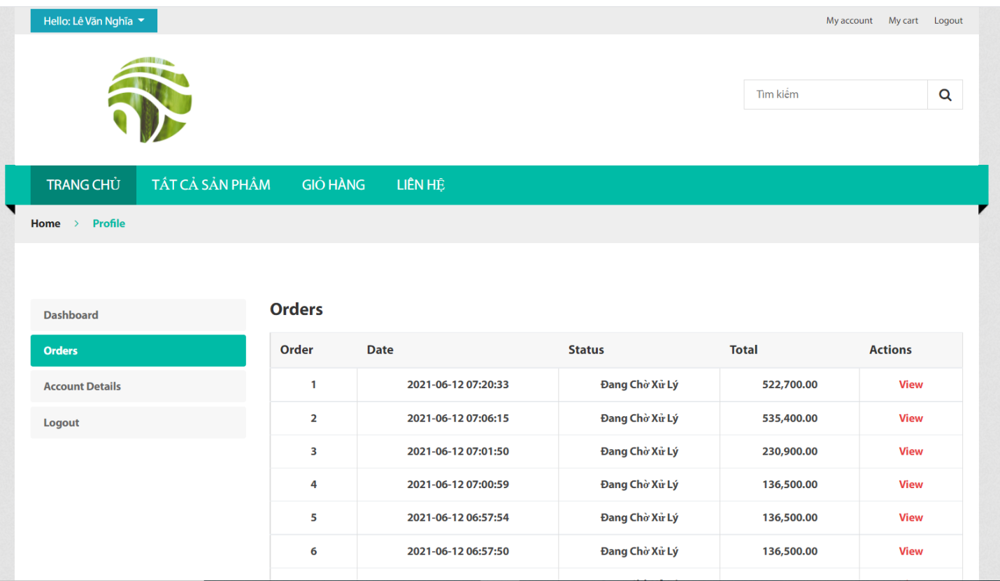 Hello: Lê Văn Nghĩa
My account My cart Logout
Tìm kiếm
TRANG CHỦ TẤT CẢ SẢN PHẨM GIỎ HÀNG LIÊN HỆ
Home > Profile
Dashboard
Orders
Account Details
Logout
Orders
Order Date Status Total Actions
1 2021-06-12 07:20:33 Đang Chờ Xử Lý 522,700.00 View
2 2021-06-12 07:06:15 Đang Chờ Xử Lý 535,400.00 View
3 2021-06-12 07:01:50 Đang Chờ Xử Lý 230,900.00 View
4 2021-06-12 07:00:59 Đang Chờ Xử Lý 136,500.00 View
5 2021-06-12 06:57:54 Đang Chờ Xử Lý 136,500.00 View
6 2021-06-12 06:57:50 Đang Chờ Xử Lý 136,500.00 View